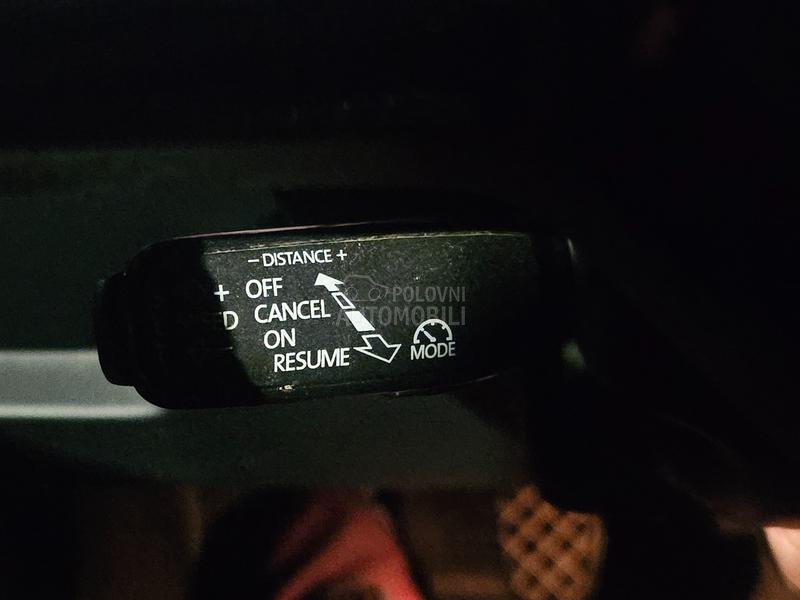 – DISTANCE +
+ OFF
CANCEL
D
ON
RESUME
MODE
POLOVNI
AUTOMOBILI